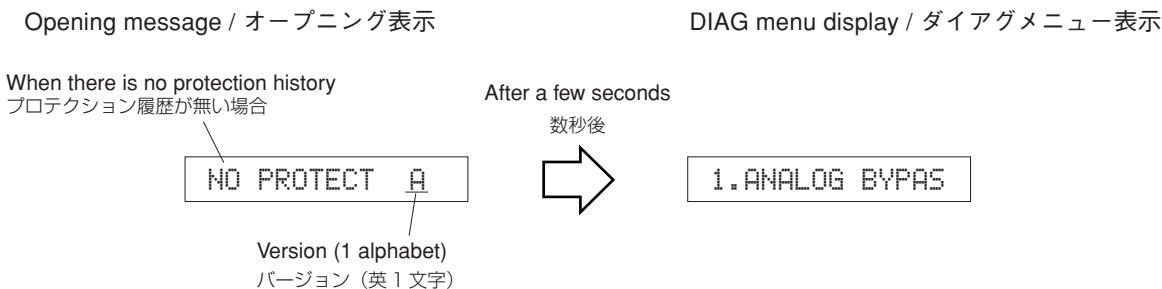 Opening message / オープニング表示
DIAG menu display / ダイアグメニュー表示
When there is no protection history
プロテクション履歴が無い場合
After a few seconds
数秒後
NO PROTECT A
1.ANALOG BYPAS
Version (1 alphabet)
バージョン（英 1 文字）